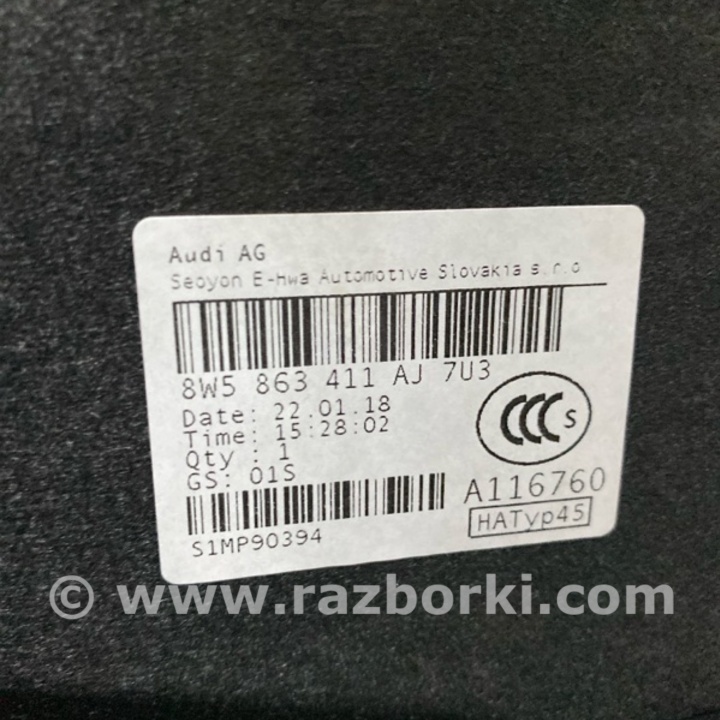 Audi AG
Seoyon E-Hwa Automotive Slovakia s.r.o
8W5 863 411 AJ 7U3
Date: 22.01.18
Time: 15:28:02
Qty : 1
GS: 01S
CCC S
A116760
HATyp45
S1MP90394
© www.razborki.com